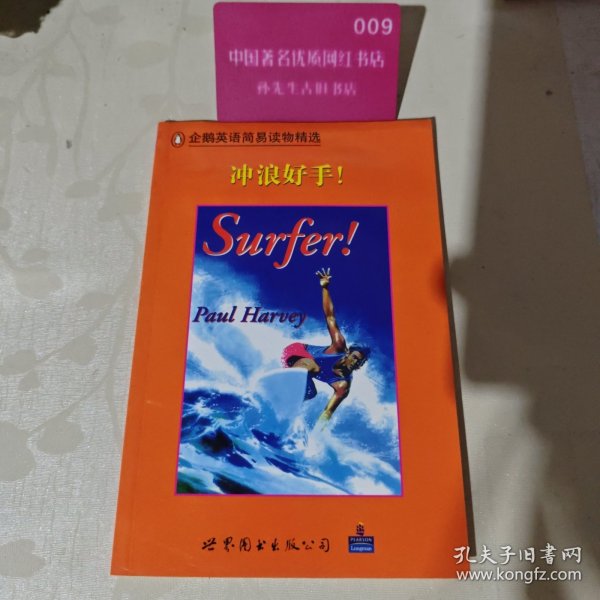 009
中国著名优质网红书店
孙先生古旧书店
企鹅英语简易读物精选
冲浪好手!
Surfer!
Paul Harvey
世界图书出版公司
PEARSON
Longman
孔夫子旧书网
www.kongfz.com